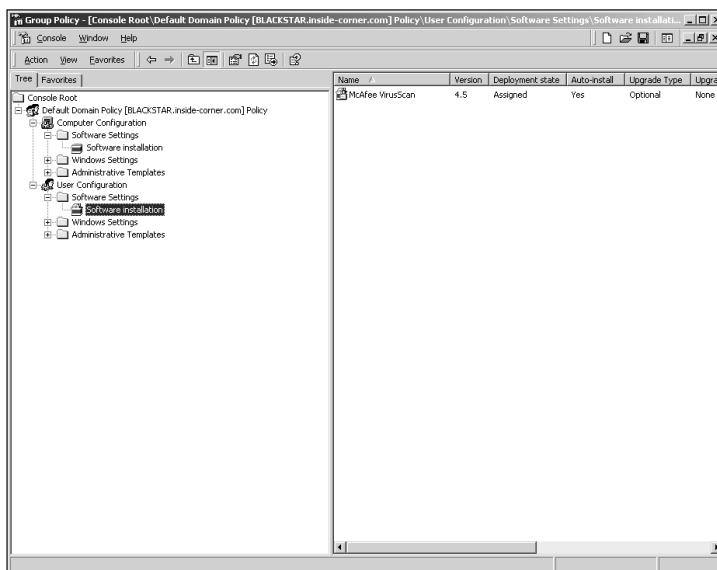 Group Policy - [Console Root\Default Domain Policy [BLACKSTAR.inside-corner.com] Policy\User Configuration\Software Settings\Software installati...
Console Window Help
Action View Favorites
Tree Favorites
Name Version Deployment state Auto-install Upgrade Type Upgra
McAfee VirusScan 4.5 Assigned Yes Optional None
Console Root
Default Domain Policy [BLACKSTAR.inside-corner.com] Policy
Computer Configuration
Software Settings
Software installation
Windows Settings
Administrative Templates
User Configuration
Software Settings
Software installation
Windows Settings
Administrative Templates